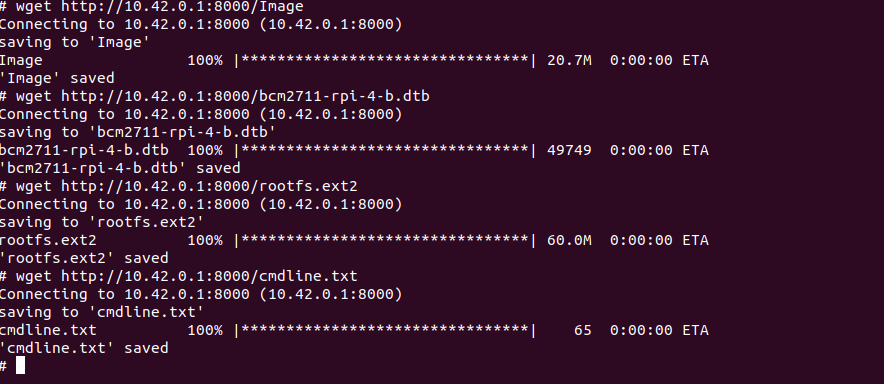 # wget http://10.42.0.1:8000/Image
Connecting to 10.42.0.1:8000 (10.42.0.1:8000)
saving to 'Image'
Image                100% |********************************| 20.7M  0:00:00 ETA
'Image' saved
# wget http://10.42.0.1:8000/bcm2711-rpi-4-b.dtb
Connecting to 10.42.0.1:8000 (10.42.0.1:8000)
saving to 'bcm2711-rpi-4-b.dtb'
bcm2711-rpi-4-b.dtb  100% |********************************| 49749  0:00:00 ETA
'bcm2711-rpi-4-b.dtb' saved
# wget http://10.42.0.1:8000/rootfs.ext2
Connecting to 10.42.0.1:8000 (10.42.0.1:8000)
saving to 'rootfs.ext2'
rootfs.ext2          100% |********************************| 60.0M  0:00:00 ETA
'rootfs.ext2' saved
# wget http://10.42.0.1:8000/cmdline.txt
Connecting to 10.42.0.1:8000 (10.42.0.1:8000)
saving to 'cmdline.txt'
cmdline.txt          100% |********************************|    65  0:00:00 ETA
'cmdline.txt' saved
#